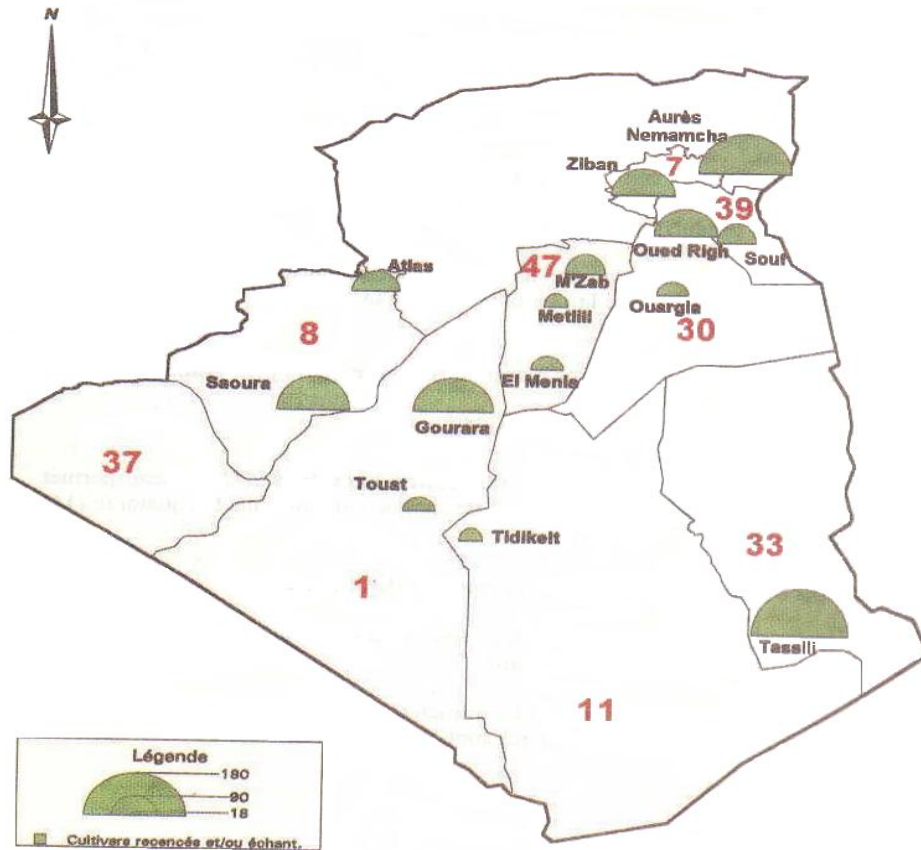 N
Aurès
Nemamcha
Ziban
7
39
Oued Righ
Souf
47
Atlas
M'Zab
Metlili
Ouargla
30
8
El Menia
Saoura
Gourara
37
Touat
Tidikelt
33
1
Tassili
11
Légende
180
90
18
Cultivars recencés et/ou échant.